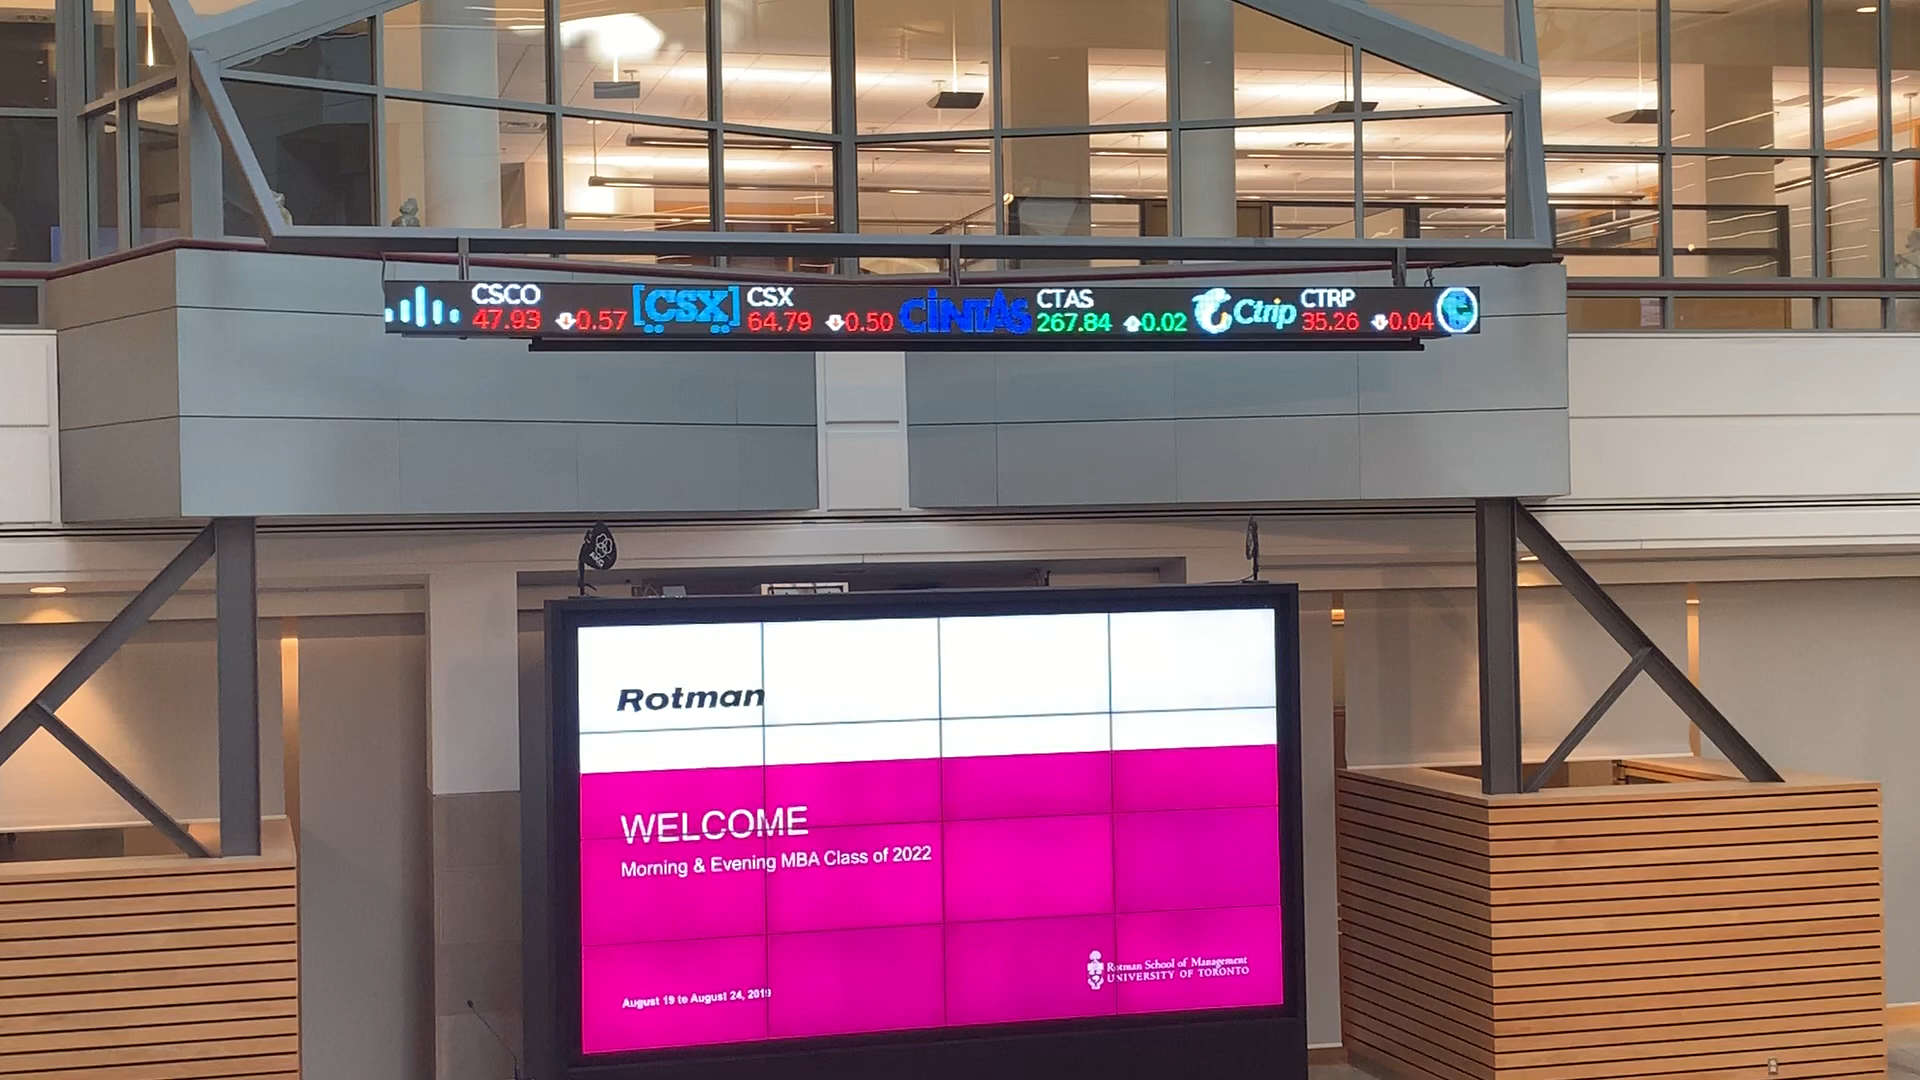 CSCO
47.93 0.57
CSX
CSX
64.79 0.50
CINTAS
CTAS
267.84 0.02
Ctrip
CTRP
35.26 0.04
Rotman
WELCOME
Morning & Evening MBA Class of 2022
August 19 to August 24, 2019
Rotman School of Management
UNIVERSITY OF TORONTO